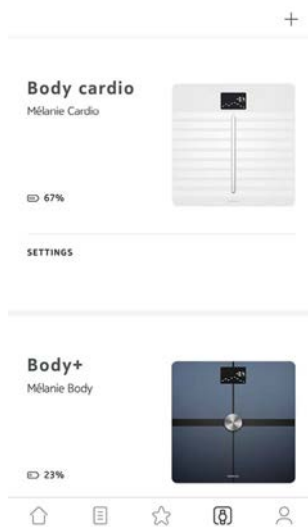 Body cardio
Mélanie Cardio
67%
SETTINGS
Body+
Mélanie Body
23%